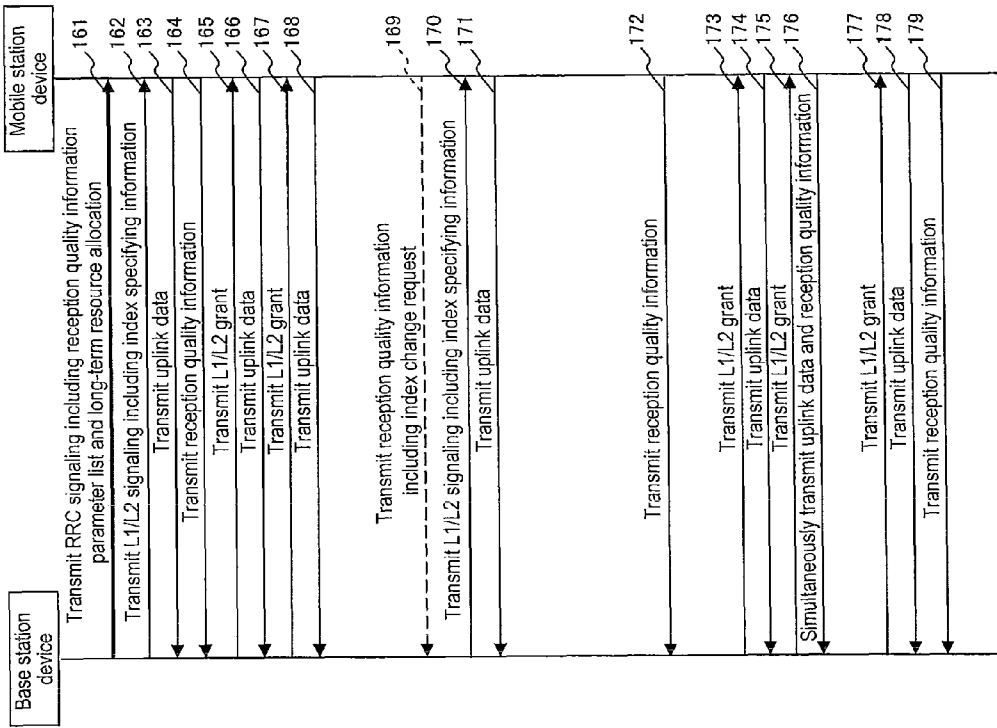 Base station
device
Mobile station
device
Transmit RRC signaling including reception quality information
parameter list and long-term resource allocation
161
Transmit L1/L2 signaling including index specifying information
162
163
Transmit uplink data
164
Transmit reception quality information
165
Transmit L1/L2 grant
166
Transmit uplink data
167
Transmit L1/L2 grant
168
Transmit uplink data
Transmit reception quality information
including index change request
169
Transmit L1/L2 signaling including index specifying information
170
Transmit uplink data
171
Transmit reception quality information
172
Transmit L1/L2 grant
173
Transmit uplink data
174
Transmit L1/L2 grant
175
Simultaneously transmit uplink data and reception quality information
176
Transmit L1/L2 grant
177
Transmit uplink data
178
Transmit reception quality information
179